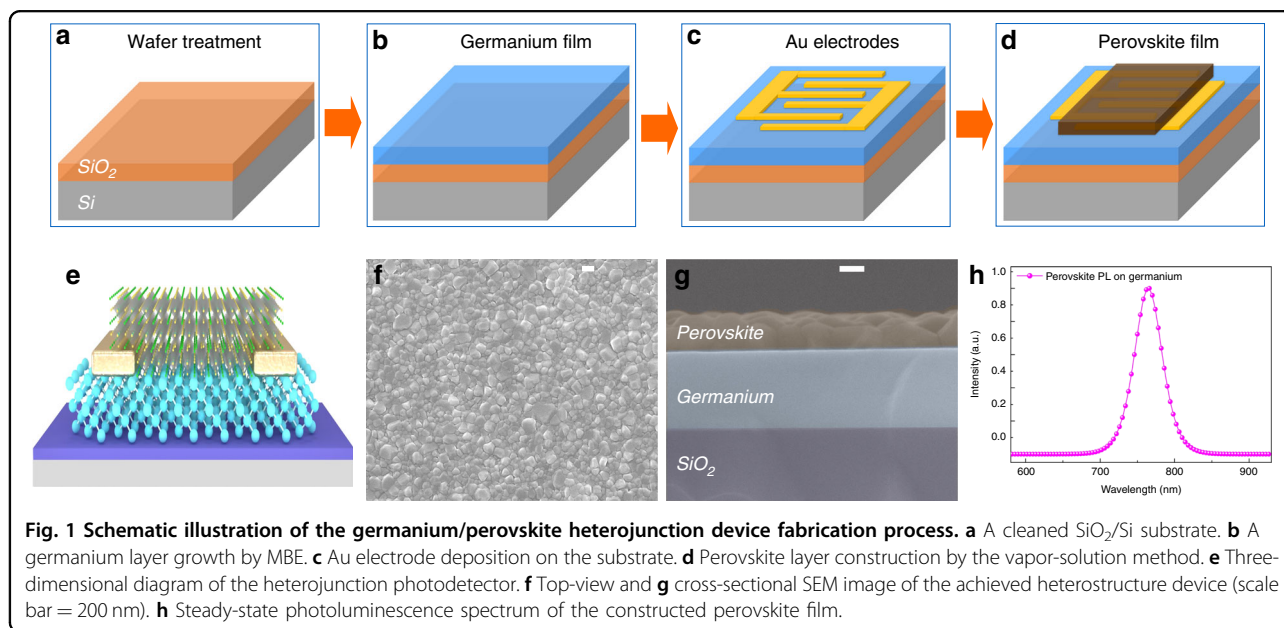 a Wafer treatment
SiO₂
Si
b Germanium film
c Au electrodes
d Perovskite film
e
f
g
Perovskite
Germanium
SiO₂
h
Perovskite PL on germanium
1.0
0.8
0.6
0.4
0.2
0.0
Intensity (a.u.)
600 700 800 900
Wavelength (nm)
Fig. 1 Schematic illustration of the germanium/perovskite heterojunction device fabrication process. a A cleaned SiO₂/Si substrate. b A
germanium layer growth by MBE. c Au electrode deposition on the substrate. d Perovskite layer construction by the vapor-solution method. e Three-
dimensional diagram of the heterojunction photodetector. f Top-view and g cross-sectional SEM image of the achieved heterostructure device (scale
bar = 200 nm). h Steady-state photoluminescence spectrum of the constructed perovskite film.